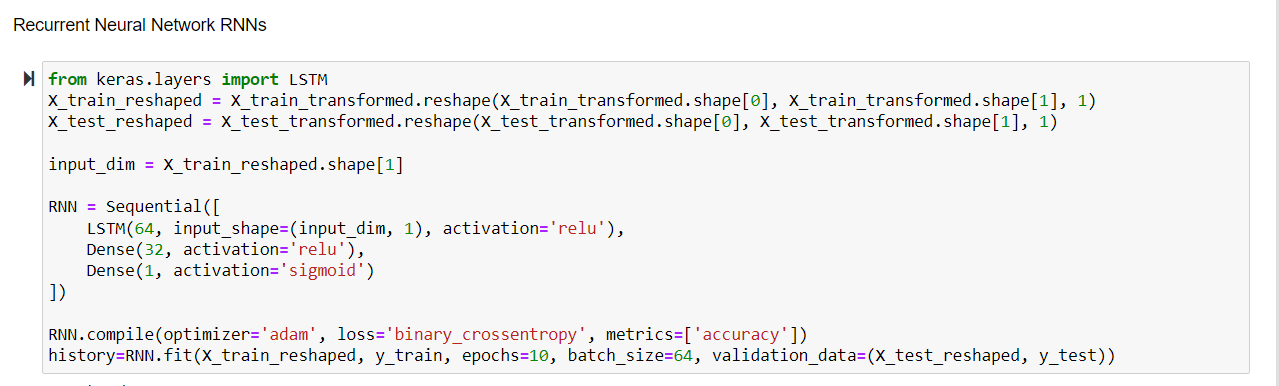 Recurrent Neural Network RNNs
from keras.layers import LSTM
X_train_reshaped = X_train_transformed.reshape(X_train_transformed.shape[0], X_train_transformed.shape[1], 1)
X_test_reshaped = X_test_transformed.reshape(X_test_transformed.shape[0], X_test_transformed.shape[1], 1)
input_dim = X_train_reshaped.shape[1]
RNN = Sequential([
    LSTM(64, input_shape=(input_dim, 1), activation='relu'),
    Dense(32, activation='relu'),
    Dense(1, activation='sigmoid')
])
RNN.compile(optimizer='adam', loss='binary_crossentropy', metrics=['accuracy'])
history=RNN.fit(X_train_reshaped, y_train, epochs=10, batch_size=64, validation_data=(X_test_reshaped, y_test))